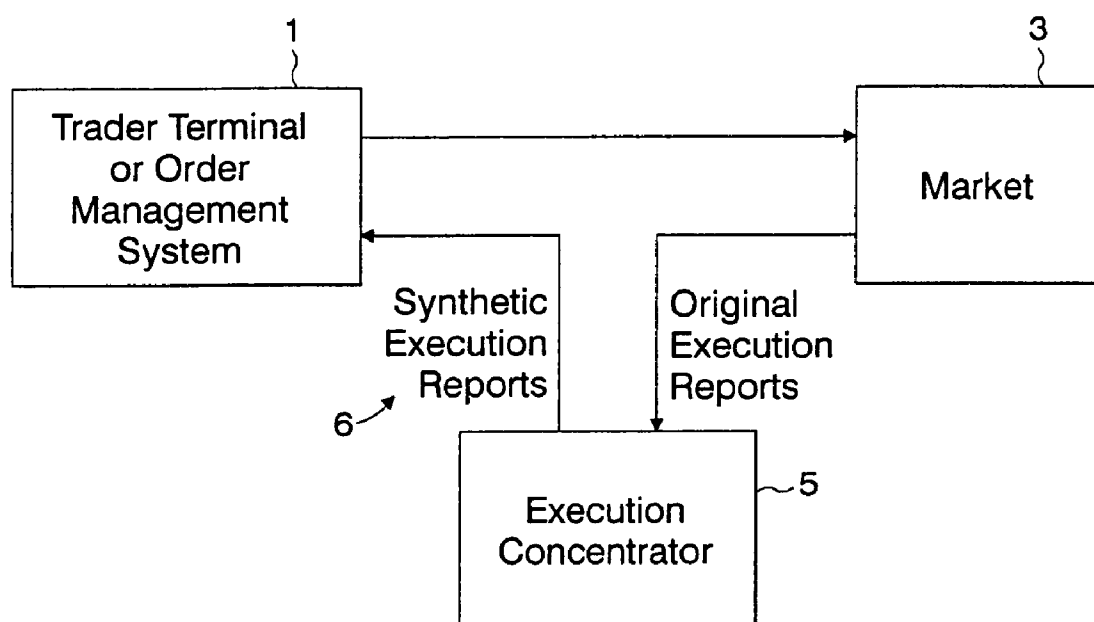 1
3
Trader Terminal
or Order
Management
System
Market
Synthetic
Execution
Reports
Original
Execution
Reports
6
5
Execution
Concentrator